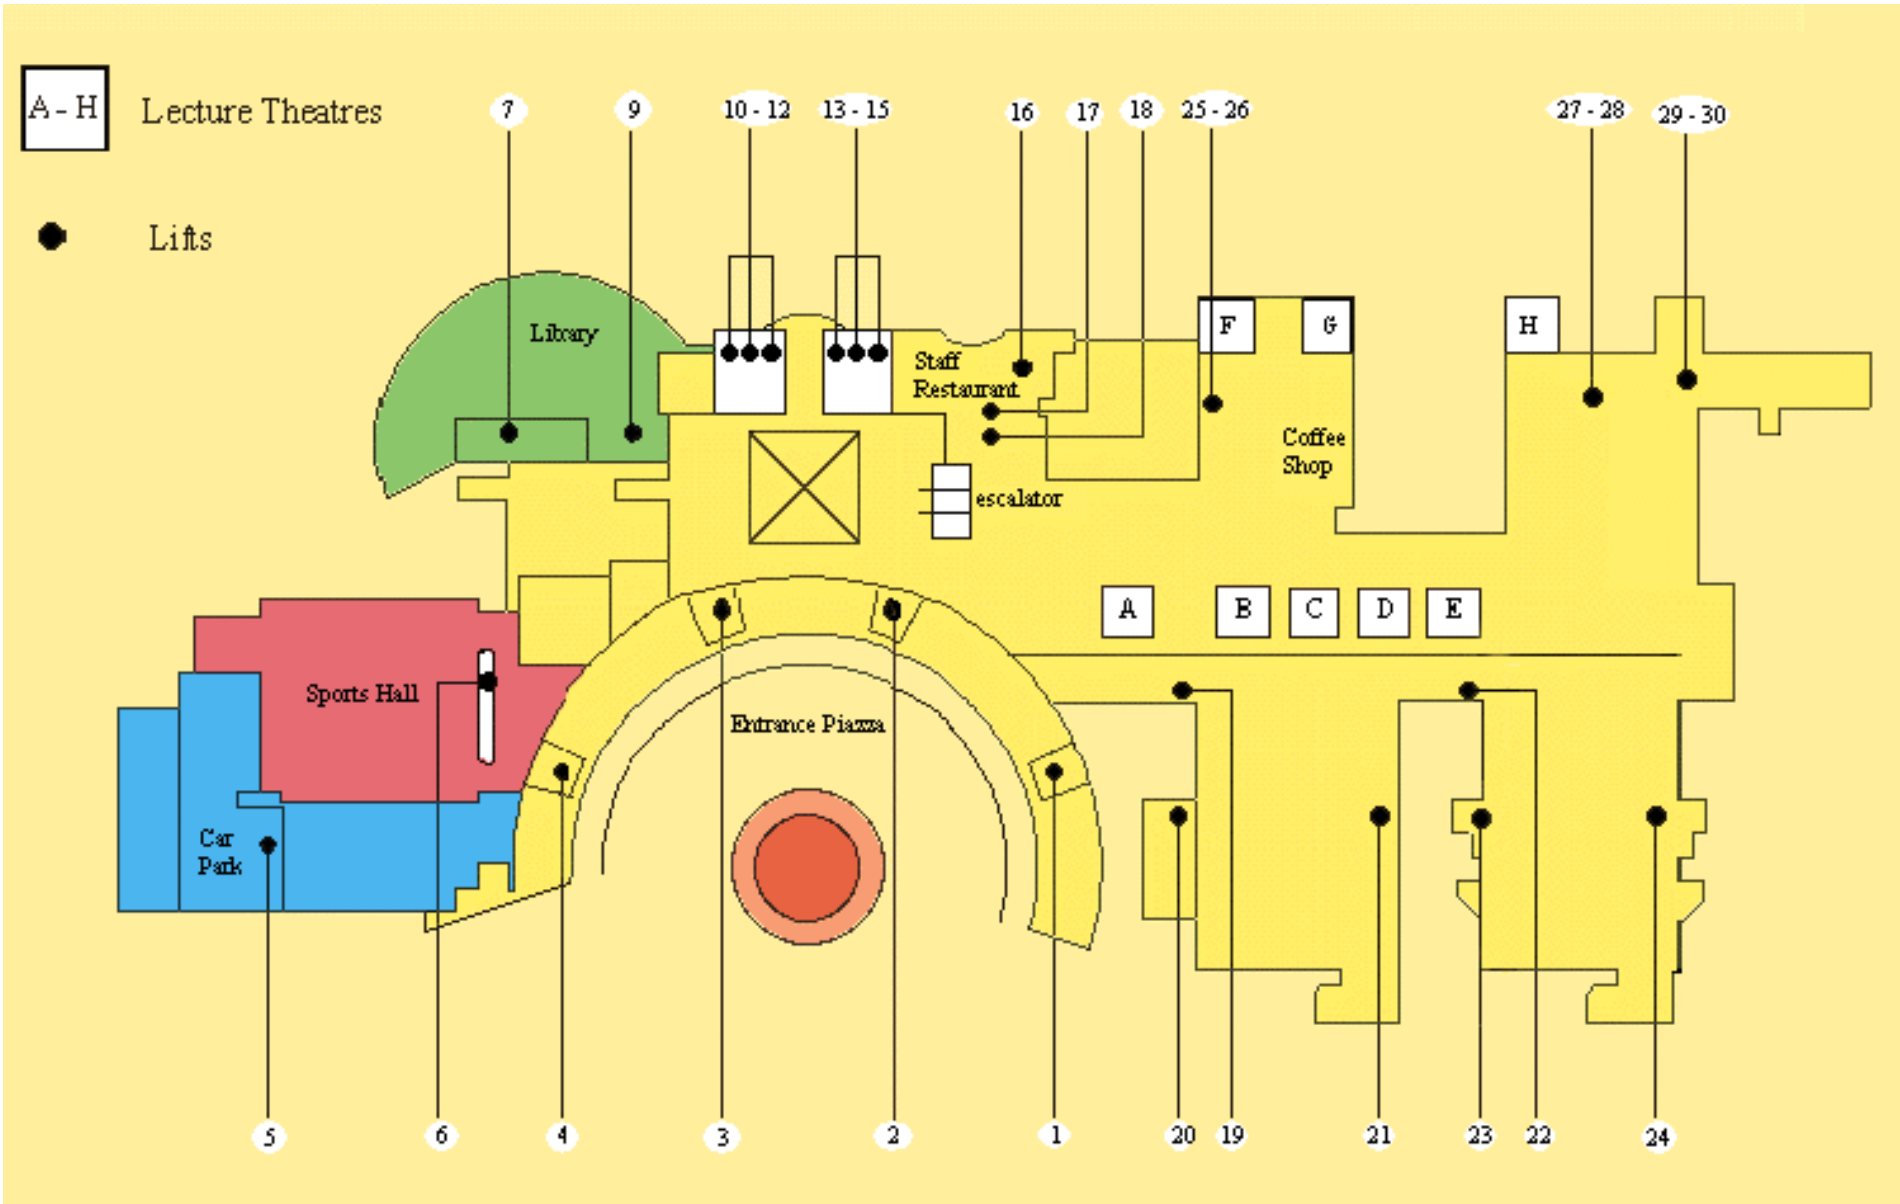 A - H Lecture Theatres
Lifts
7
9
10 - 12
13 - 15
16
17
18
25 - 26
27 - 28
29 - 30
Library
Staff
Restaurant
F
G
H
Coffee
Shop
escalator
A
B
C
D
E
Sports Hall
Entrance Piazza
Car
Park
5
6
4
3
2
1
20
19
21
23
22
24